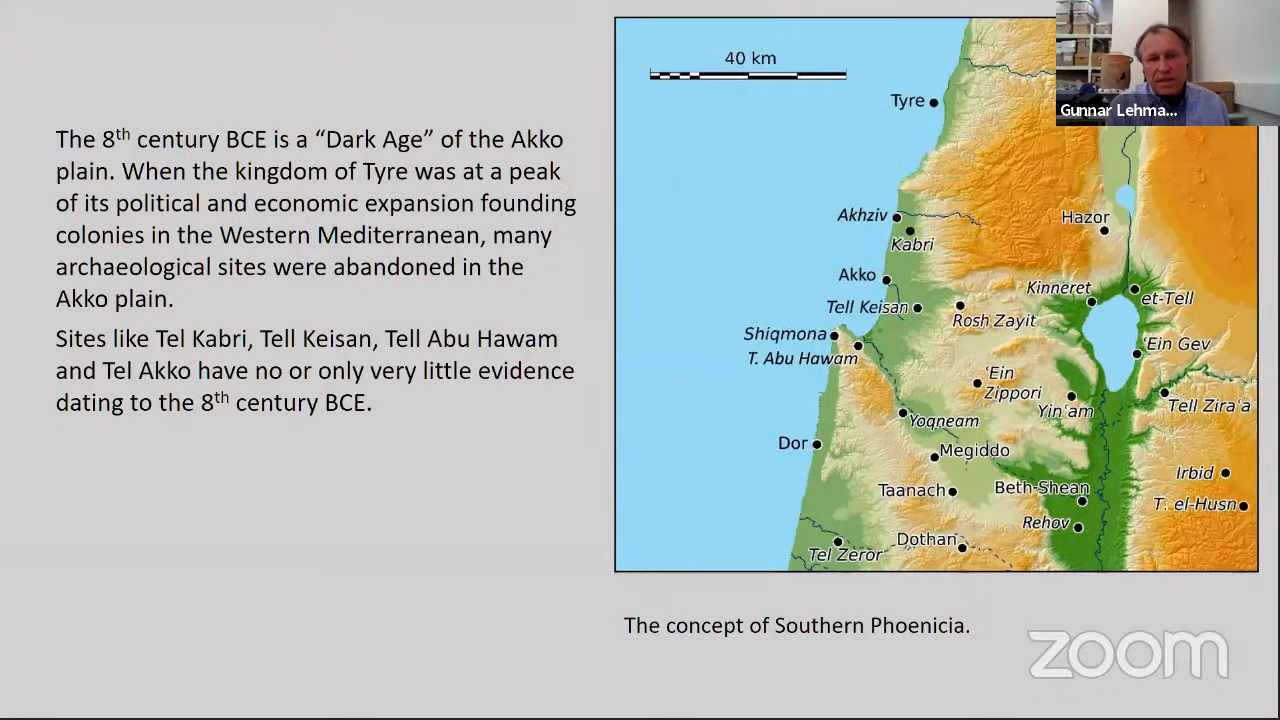 The 8th century BCE is a “Dark Age” of the Akko
plain. When the kingdom of Tyre was at a peak
of its political and economic expansion founding
colonies in the Western Mediterranean, many
archaeological sites were abandoned in the
Akko plain.
Sites like Tel Kabri, Tell Keisan, Tell Abu Hawam
and Tel Akko have no or only very little evidence
dating to the 8th century BCE.
40 km
Tyre
Akhziv
Kabri
Hazor
Akko
Kinneret
et-Tell
Tell Keisan
Rosh Zayit
Shiqmona
T. Abu Hawam
ʿEin Gev
ʿEin
Zippori
Yinʿam
Tell Ziraʿa
Yoqneam
Dor
Megiddo
Taanach
Beth-Shean
Irbid
Rehov
T. el-Husn
Dothan
Tel Zeror
Gunnar Lehma...
The concept of Southern Phoenicia.
zoom